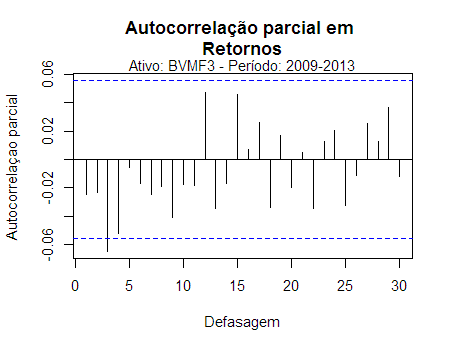 Autocorrelação parcial em
Retornos
Ativo: BVMF3 - Período: 2009-2013
Autocorrelaçao parcial
0.06
0.02
-0.02
-0.06
0 5 10 15 20 25 30
Defasagem